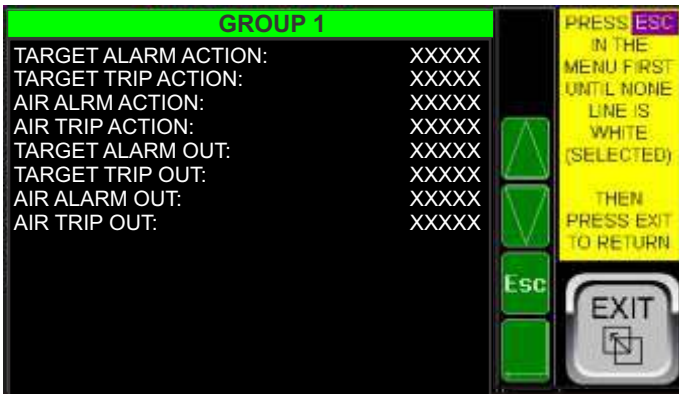 GROUP 1
TARGET ALARM ACTION: XXXXX
TARGET TRIP ACTION: XXXXX
AIR ALRM ACTION: XXXXX
AIR TRIP ACTION: XXXXX
TARGET ALARM OUT: XXXXX
TARGET TRIP OUT: XXXXX
AIR ALARM OUT: XXXXX
AIR TRIP OUT: XXXXX
Esc
PRESS ESC
IN THE
MENU FIRST
UNTIL NONE
LINE IS
WHITE
(SELECTED)
THEN
PRESS EXIT
TO RETURN
EXIT